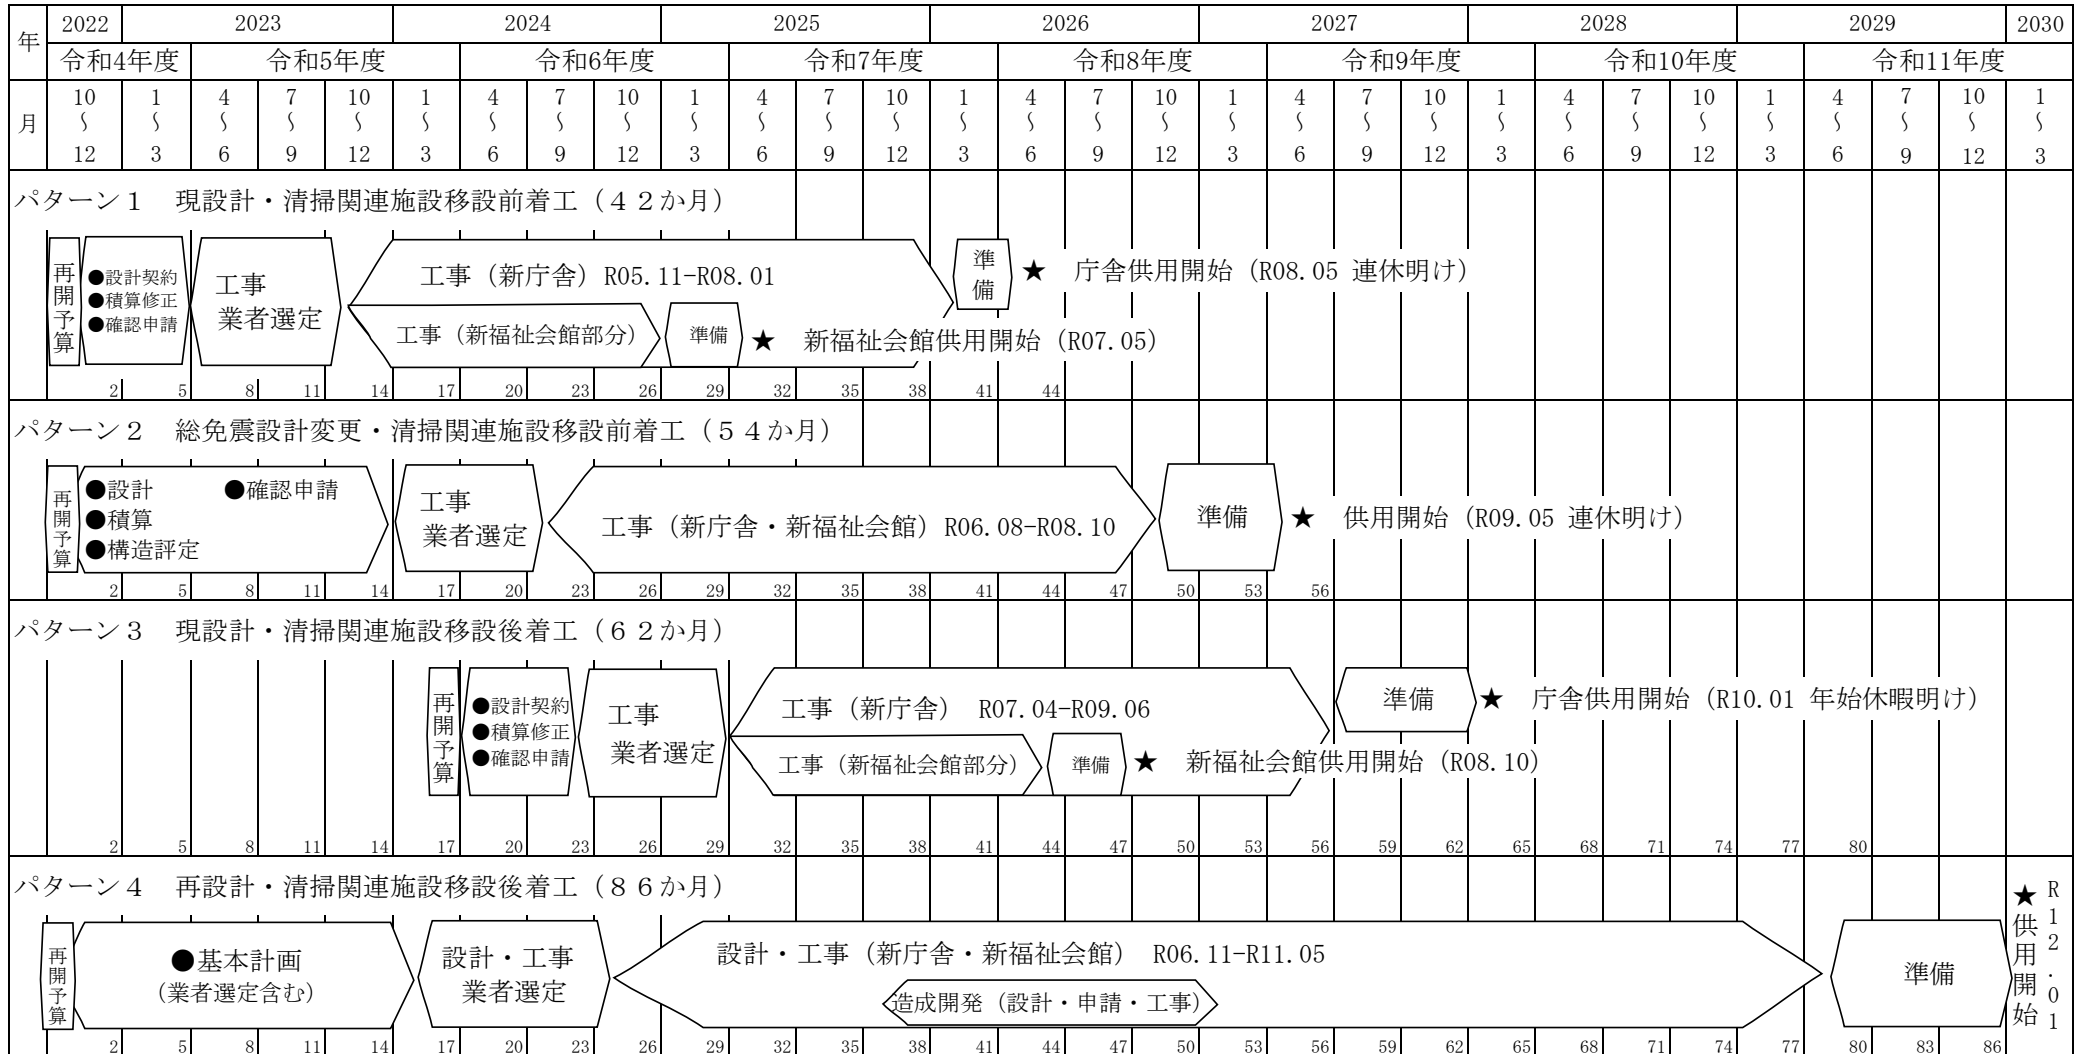 年 2022 2023 2024 2025 2026 2027 2028 2029 2030
令和4年度 令和5年度 令和6年度 令和7年度 令和8年度 令和9年度 令和10年度 令和11年度
月 10～12 1～3 4～6 7～9 10～12 1～3 4～6 7～9 10～12 1～3 4～6 7～9 10～12 1～3 4～6 7～9 10～12 1～3 4～6 7～9 10～12 1～3 4～6 7～9 10～12 1～3 4～6 7～9 10～12 1～3
パターン１　現設計・清掃関連施設移設前着工（４２か月）
再開予算
●設計契約
●積算修正
●確認申請
工事
業者選定
工事（新庁舎）R05.11-R08.01
準備
★　庁舎供用開始（R08.05 連休明け）
工事（新福祉会館部分）
準備
★　新福祉会館供用開始（R07.05）
2 5 8 11 14 17 20 23 26 29 32 35 38 41 44
パターン２　総免震設計変更・清掃関連施設移設前着工（５４か月）
再開予算
●設計　●確認申請
●積算
●構造評定
工事
業者選定
工事（新庁舎・新福祉会館）R06.08-R08.10
準備
★　供用開始（R09.05 連休明け）
2 5 8 11 14 17 20 23 26 29 32 35 38 41 44 47 50 53 56
パターン３　現設計・清掃関連施設移設後着工（６２か月）
再開予算
●設計契約
●積算修正
●確認申請
工事
業者選定
工事（新庁舎） R07.04-R09.06
準備
★　庁舎供用開始（R10.01 年始休暇明け）
工事（新福祉会館部分）
準備
★　新福祉会館供用開始（R08.10）
2 5 8 11 14 17 20 23 26 29 32 35 38 41 44 47 50 53 56 59 62 65 68 71 74 77 80
パターン４　再設計・清掃関連施設移設後着工（８６か月）
再開予算
●基本計画
（業者選定含む）
設計・工事
業者選定
設計・工事（新庁舎・新福祉会館） R06.11-R11.05
造成開発（設計・申請・工事）
準備
★供用開始
R12.01
2 5 8 11 14 17 20 23 26 29 32 35 38 41 44 47 50 53 56 59 62 65 68 71 74 77 80 83 86